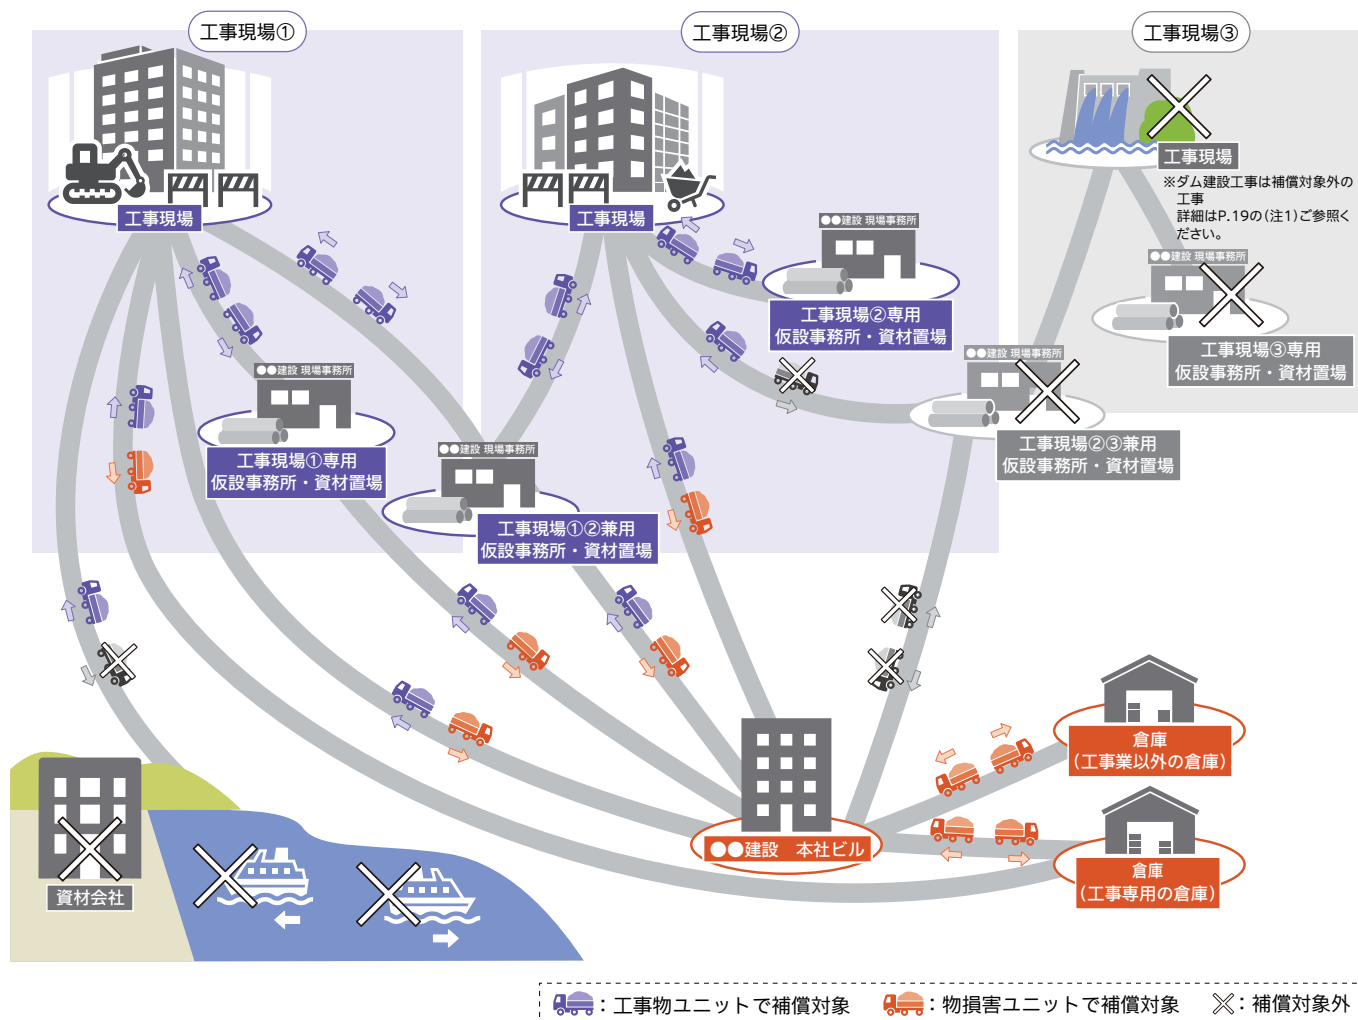 工事現場①
工事現場②
工事現場③
工事現場
工事現場
工事現場
※ダム建設工事は補償対象外の
工事
詳細はP.19の(注1)ご参照く
ださい。
●●建設 現場事務所
工事現場②専用
仮設事務所・資材置場
●●建設 現場事務所
工事現場③専用
仮設事務所・資材置場
●●建設 現場事務所
工事現場②③兼用
仮設事務所・資材置場
●●建設 現場事務所
工事現場①専用
仮設事務所・資材置場
●●建設 現場事務所
工事現場①②兼用
仮設事務所・資材置場
倉庫
(工事業以外の倉庫)
●●建設　本社ビル
倉庫
(工事専用の倉庫)
資材会社
：工事物ユニットで補償対象
：物損害ユニットで補償対象
：補償対象外